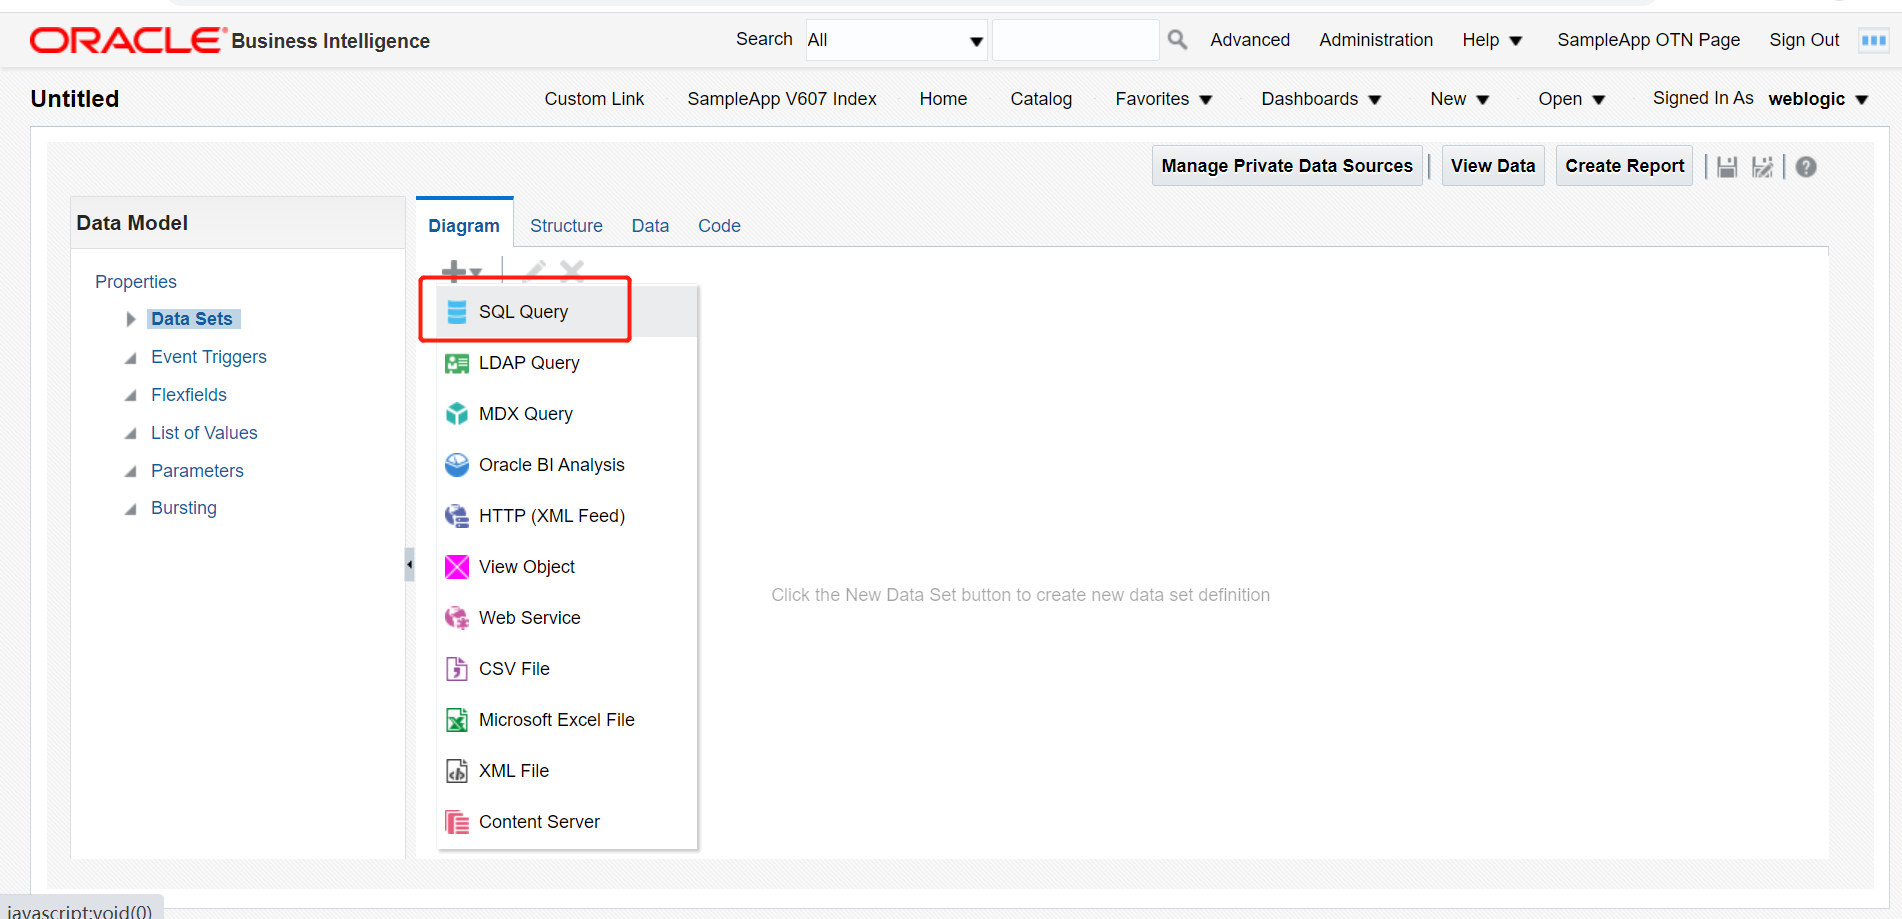 ORACLE Business Intelligence Search All Advanced Administration Help SampleApp OTN Page Sign Out
Untitled Custom Link SampleApp V607 Index Home Catalog Favorites Dashboards New Open Signed In As weblogic
Manage Private Data Sources View Data Create Report
Data Model
Properties
Data Sets
Event Triggers
Flexfields
List of Values
Parameters
Bursting
Diagram Structure Data Code
SQL Query
LDAP Query
MDX Query
Oracle BI Analysis
HTTP (XML Feed)
View Object
Web Service
CSV File
Microsoft Excel File
XML File
Content Server
Click the New Data Set button to create new data set definition
javascript:void(0)